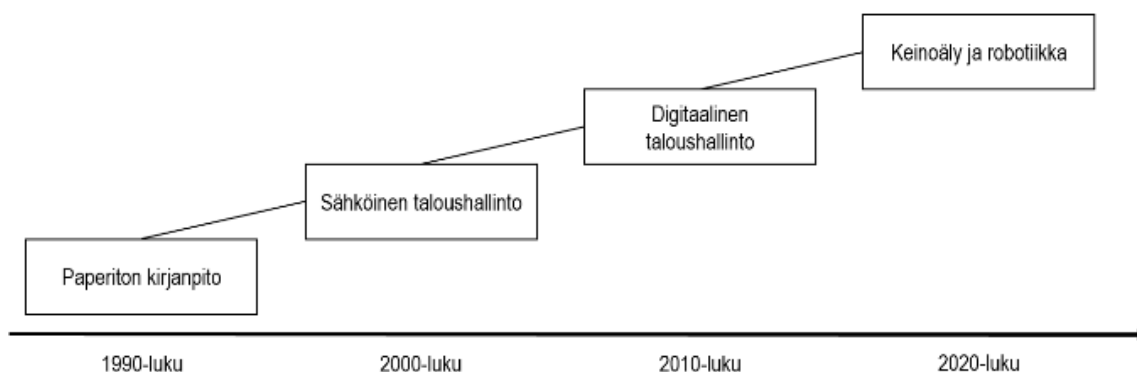 Keinoäly ja robotiikka
Digitaalinen
taloushallinto
Sähköinen taloushallinto
Paperiton kirjanpito
1990-luku
2000-luku
2010-luku
2020-luku